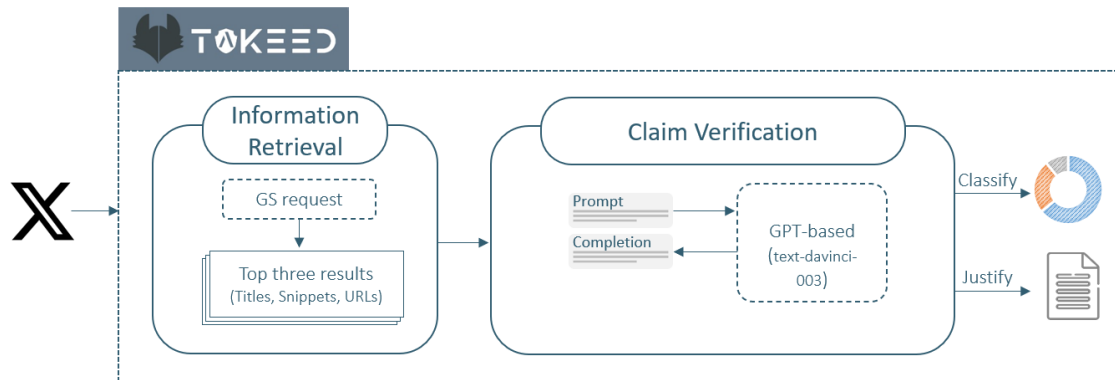 TAKEED
Information
Retrieval
GS request
Top three results
(Titles, Snippets, URLs)
Claim Verification
Prompt
Completion
GPT-based
(text-davinci-
003)
Classify
Justify